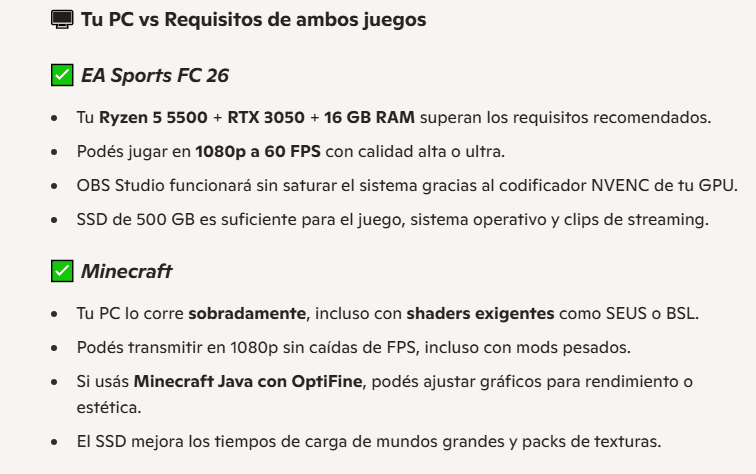 Tu PC vs Requisitos de ambos juegos
EA Sports FC 26
• Tu Ryzen 5 5500 + RTX 3050 + 16 GB RAM superan los requisitos recomendados.
• Podés jugar en 1080p a 60 FPS con calidad alta o ultra.
• OBS Studio funcionará sin saturar el sistema gracias al codificador NVENC de tu GPU.
• SSD de 500 GB es suficiente para el juego, sistema operativo y clips de streaming.
Minecraft
• Tu PC lo corre sobradamente, incluso con shaders exigentes como SEUS o BSL.
• Podés transmitir en 1080p sin caídas de FPS, incluso con mods pesados.
• Si usás Minecraft Java con OptiFine, podés ajustar gráficos para rendimiento o
estética.
• El SSD mejora los tiempos de carga de mundos grandes y packs de texturas.